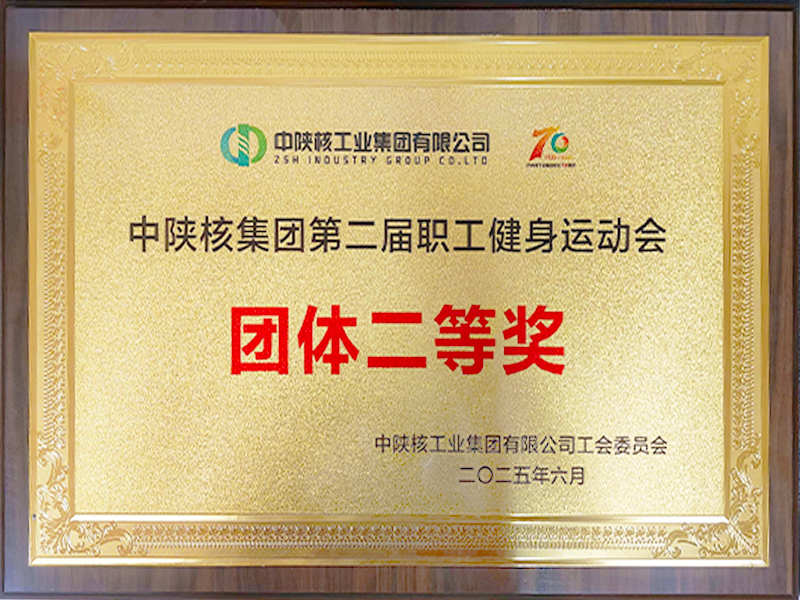 中陕核工业集团有限公司
ZSH INDUSTRY GROUP CO.LTD
70
中陕核集团第二届职工健身运动会
团体二等奖
中陕核工业集团有限公司工会委员会
二〇二五年六月